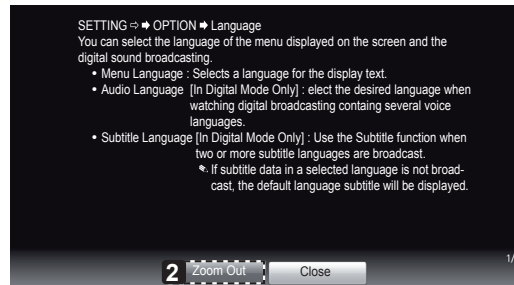 SETTING ⇨ ➡ OPTION ➡ Language
You can select the language of the menu displayed on the screen and the
digital sound broadcasting.
• Menu Language : Selects a language for the display text.
• Audio Language [In Digital Mode Only] : elect the desired language when
watching digital broadcasting containg several voice
languages.
• Subtitle Language [In Digital Mode Only] : Use the Subtitle function when
two or more subtitle languages are broadcast.
✎ If subtitle data in a selected language is not broad-
cast, the default language subtitle will be displayed.
1/
2 Zoom Out Close